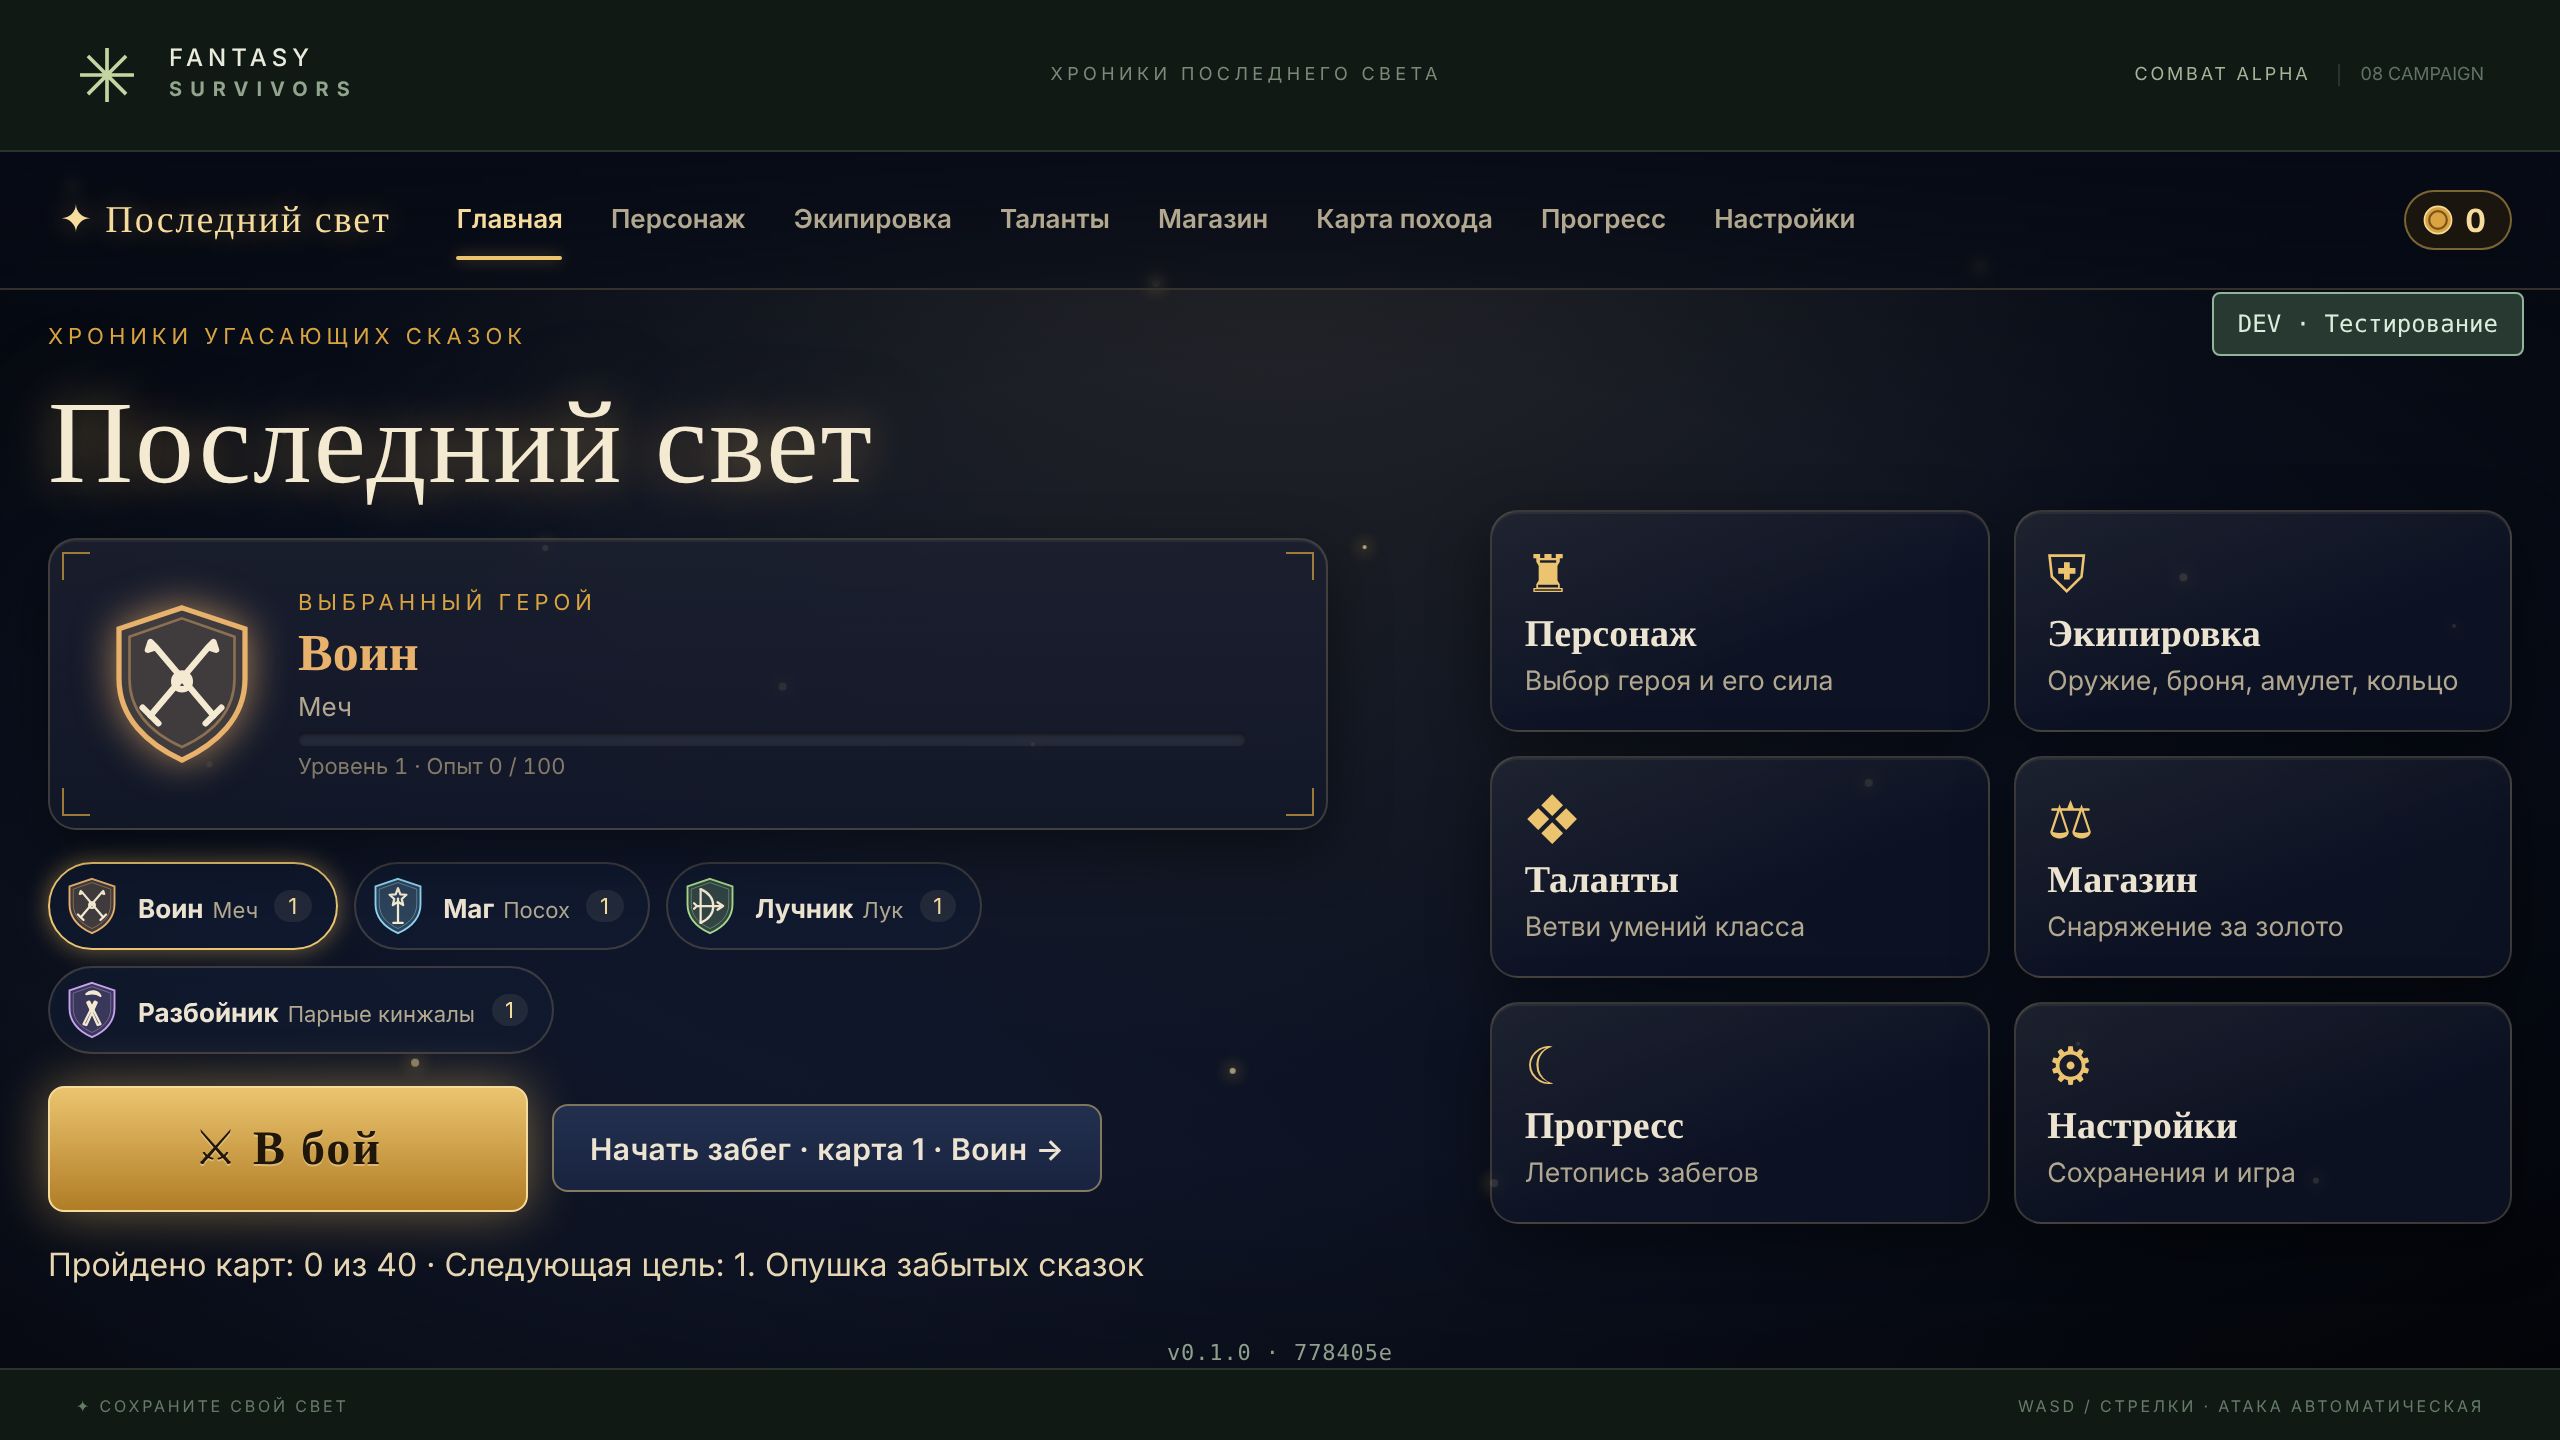 FANTASY
SURVIVORS
ХРОНИКИ ПОСЛЕДНЕГО СВЕТА
COMBAT ALPHA
08 CAMPAIGN
✦ Последний свет
Главная
Персонаж
Экипировка
Таланты
Магазин
Карта похода
Прогресс
Настройки
0
DEV · Тестирование
ХРОНИКИ УГАСАЮЩИХ СКАЗОК
Последний свет
ВЫБРАННЫЙ ГЕРОЙ
Воин
Меч
Уровень 1 · Опыт 0 / 100
Воин Меч 1
Маг Посох 1
Лучник Лук 1
Разбойник Парные кинжалы 1
⚔ В бой
Начать забег · карта 1 · Воин →
Пройдено карт: 0 из 40 · Следующая цель: 1. Опушка забытых сказок
Персонаж
Выбор героя и его сила
Экипировка
Оружие, броня, амулет, кольцо
Таланты
Ветви умений класса
Магазин
Снаряжение за золото
Прогресс
Летопись забегов
Настройки
Сохранения и игра
v0.1.0 · 778405e
✦ СОХРАНИТЕ СВОЙ СВЕТ
WASD / СТРЕЛКИ · АТАКА АВТОМАТИЧЕСКАЯ